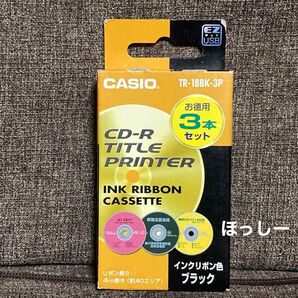 EZ
USB
CASIO
TR-18BK-3P
お徳用
3本
セット
CD-R
TITLE
PRINTER
INK RIBBON
CASSETTE
ほっしー
インクリボン色
ブラック
リボン長さ
4m巻き(約40エリア)